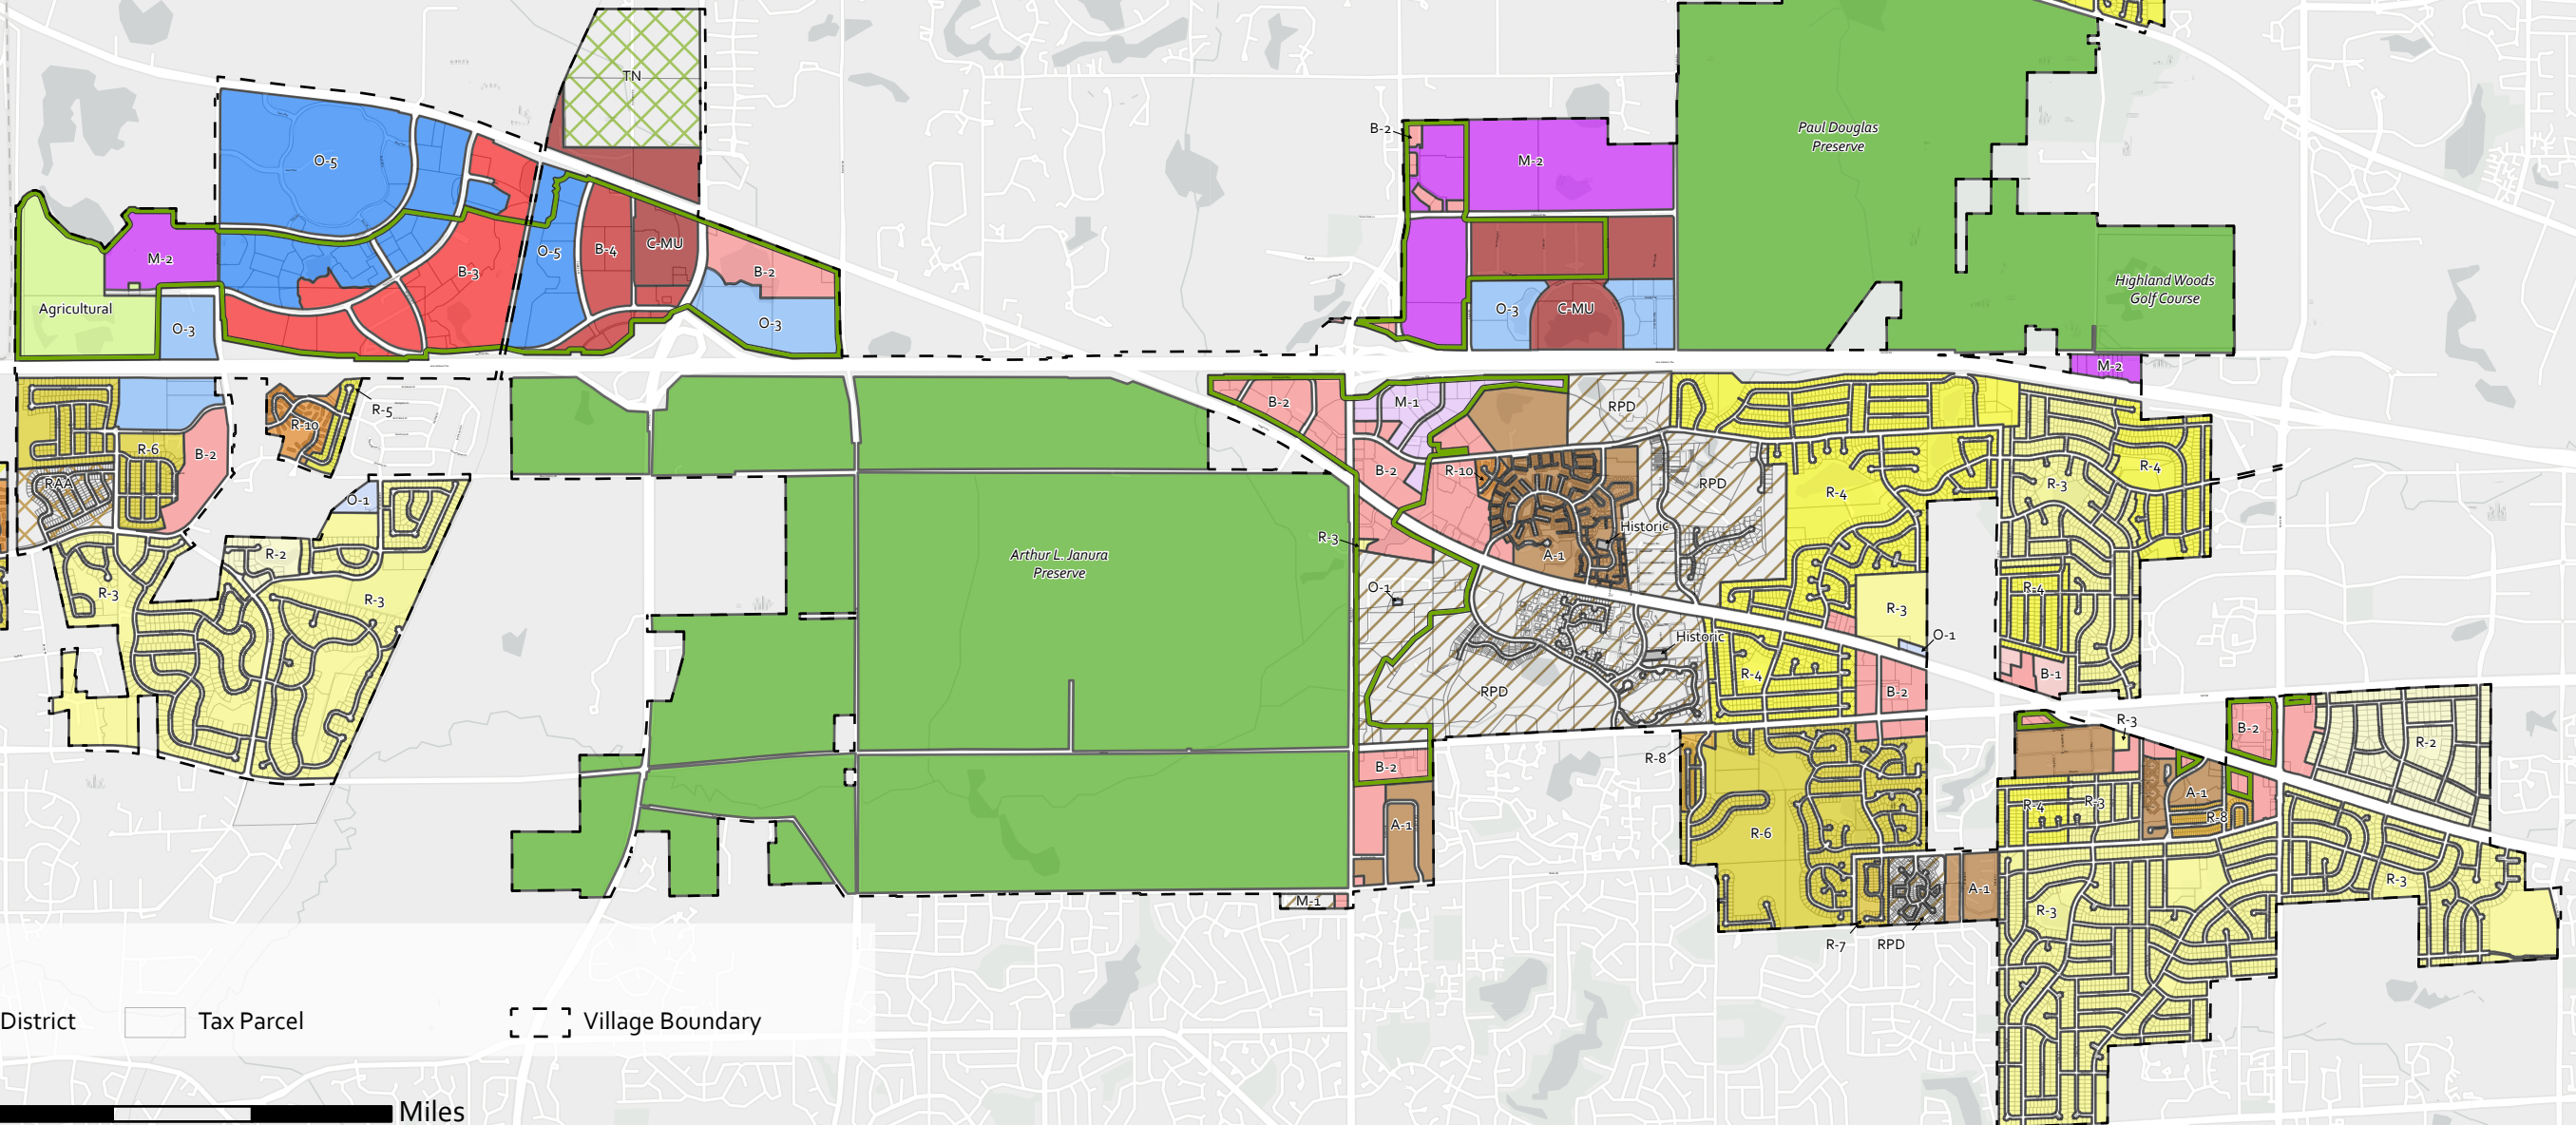 TN
B-2
Paul Douglas
Preserve
O-5
M-2
O-5
B-4
C-MU
M-2
B-3
B-2
Highland Woods
Golf Course
Agricultural
O-3
O-3
O-3
C-MU
M-2
R-5
B-2
M-1
RPD
R-10
R-6
B-2
B-2
R-10
RPD
R-4
R-4
R-3
RAA
O-1
Historic
R-2
Arthur L. Janura
Preserve
R-3
A-1
R-3
R-3
O-1
R-4
R-3
Historic
O-1
R-4
B-1
RPD
B-2
R-3
B-2
R-2
R-8
B-2
A-1
R-4
R-3
R-8
A-1
R-6
R-3
A-1
M-1
R-3
R-7
RPD
District
Tax Parcel
Village Boundary
Miles